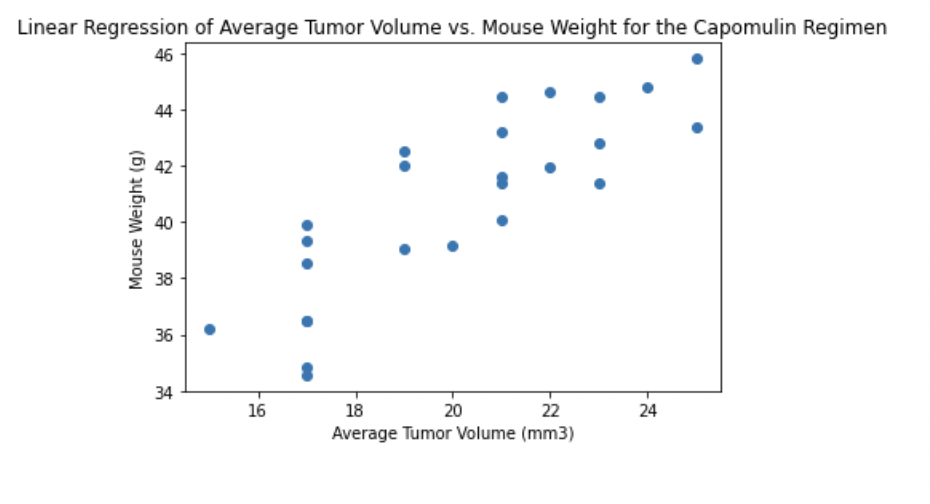 Linear Regression of Average Tumor Volume vs. Mouse Weight for the Capomulin Regimen
46
44
42
40
38
36
34
Mouse Weight (g)
16 18 20 22 24
Average Tumor Volume (mm3)